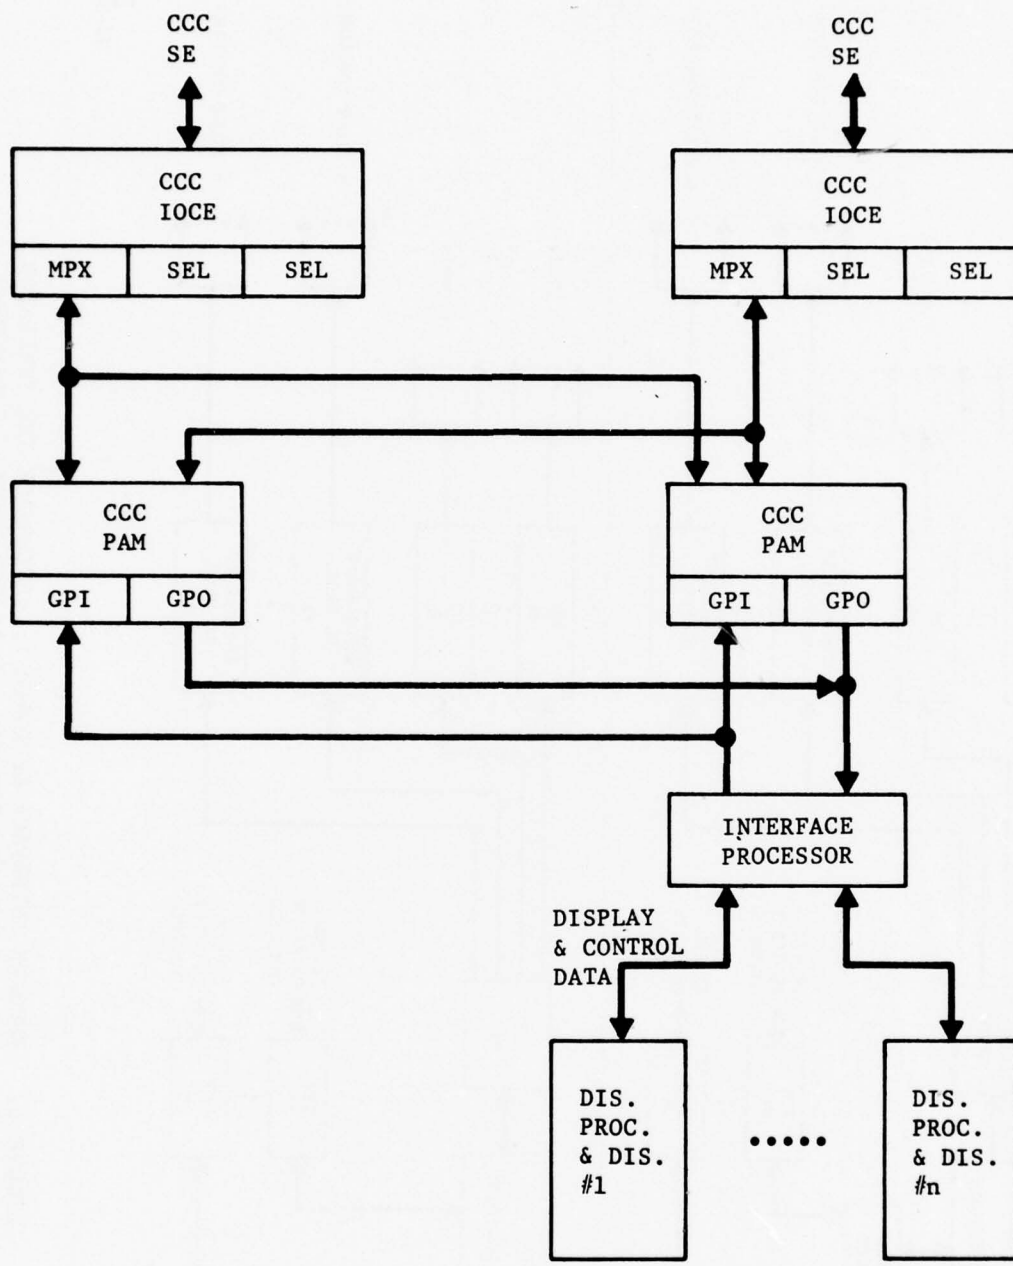 CCC
SE
CCC
SE
CCC
IOCE
MPX SEL SEL
CCC
IOCE
MPX SEL SEL
CCC
PAM
GPI GPO
CCC
PAM
GPI GPO
INTERFACE
PROCESSOR
DISPLAY
& CONTROL
DATA
DIS.
PROC.
& DIS.
#1
.....
DIS.
PROC.
& DIS.
#n